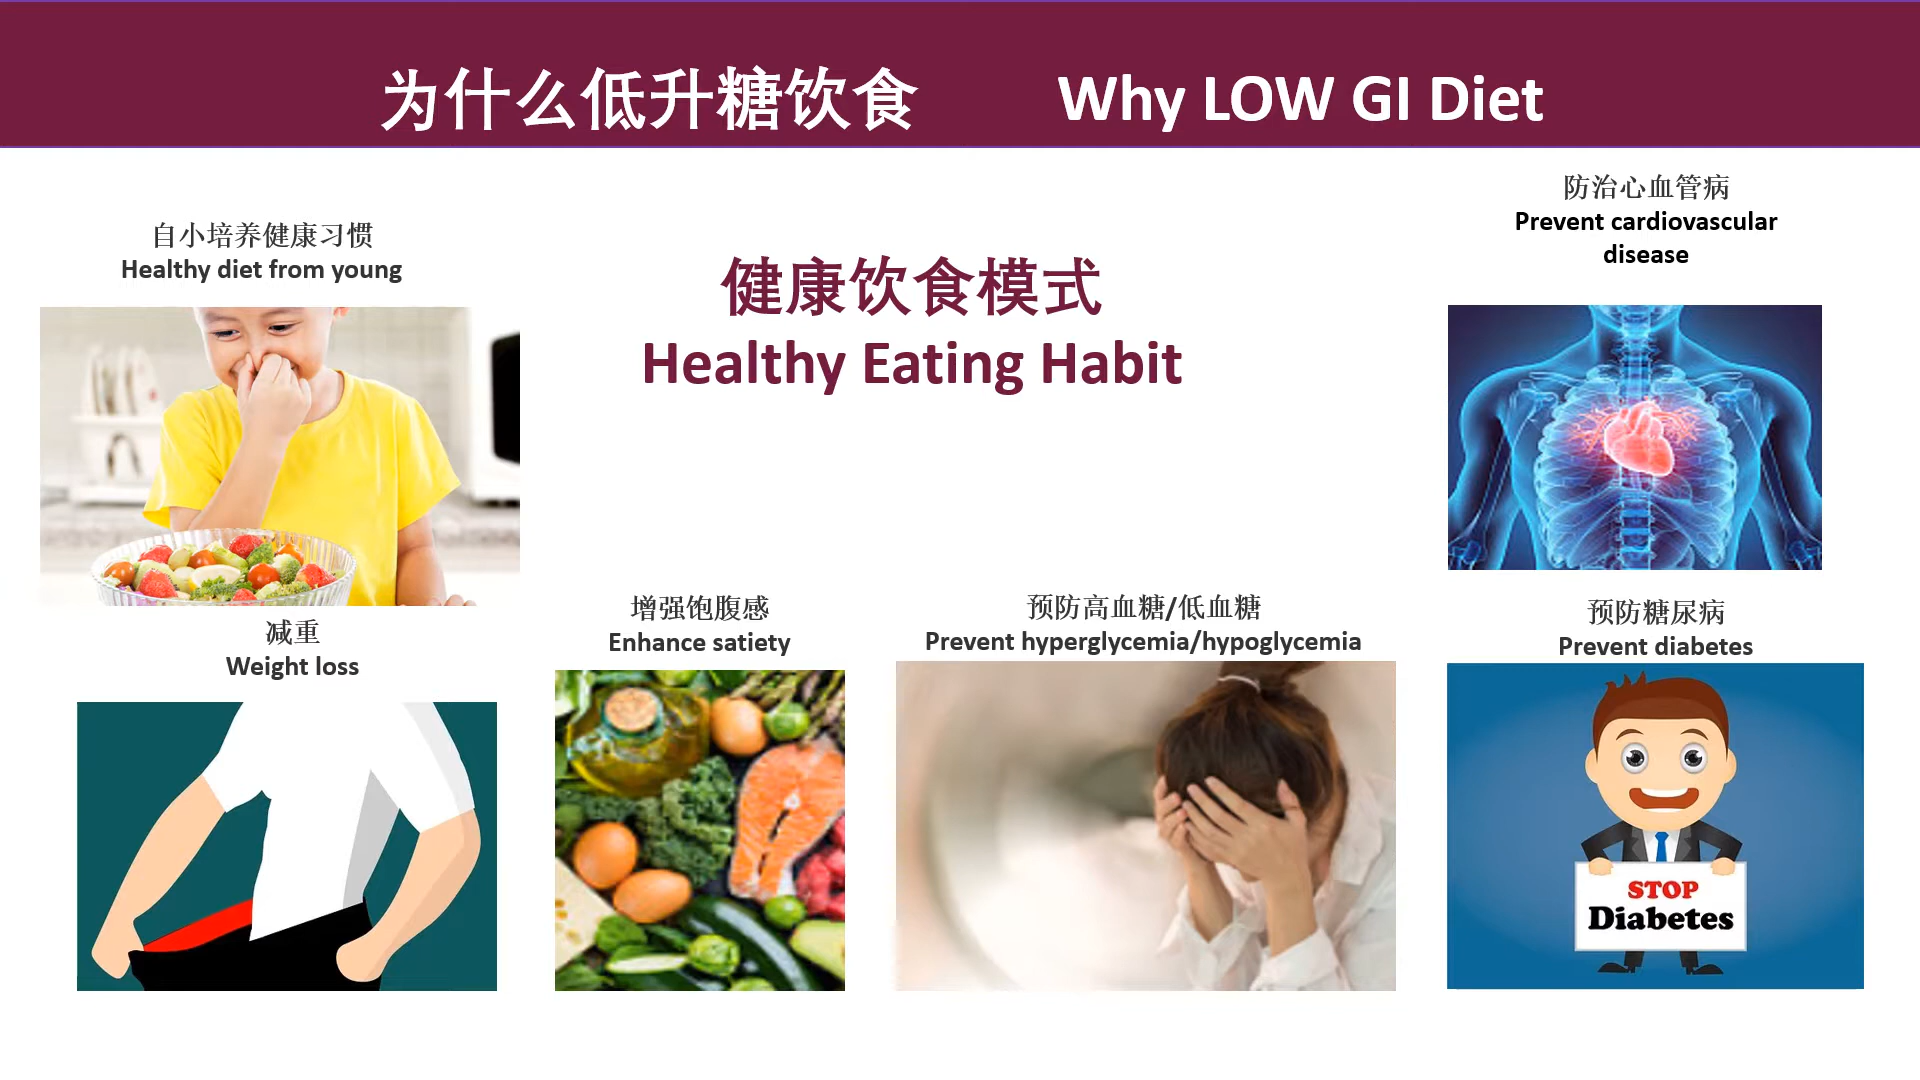 为什么低升糖饮食 Why LOW GI Diet
自小培养健康习惯
Healthy diet from young
健康饮食模式
Healthy Eating Habit
防治心血管病
Prevent cardiovascular
disease
减重
Weight loss
增强饱腹感
Enhance satiety
预防高血糖/低血糖
Prevent hyperglycemia/hypoglycemia
预防糖尿病
Prevent diabetes
STOP
Diabetes